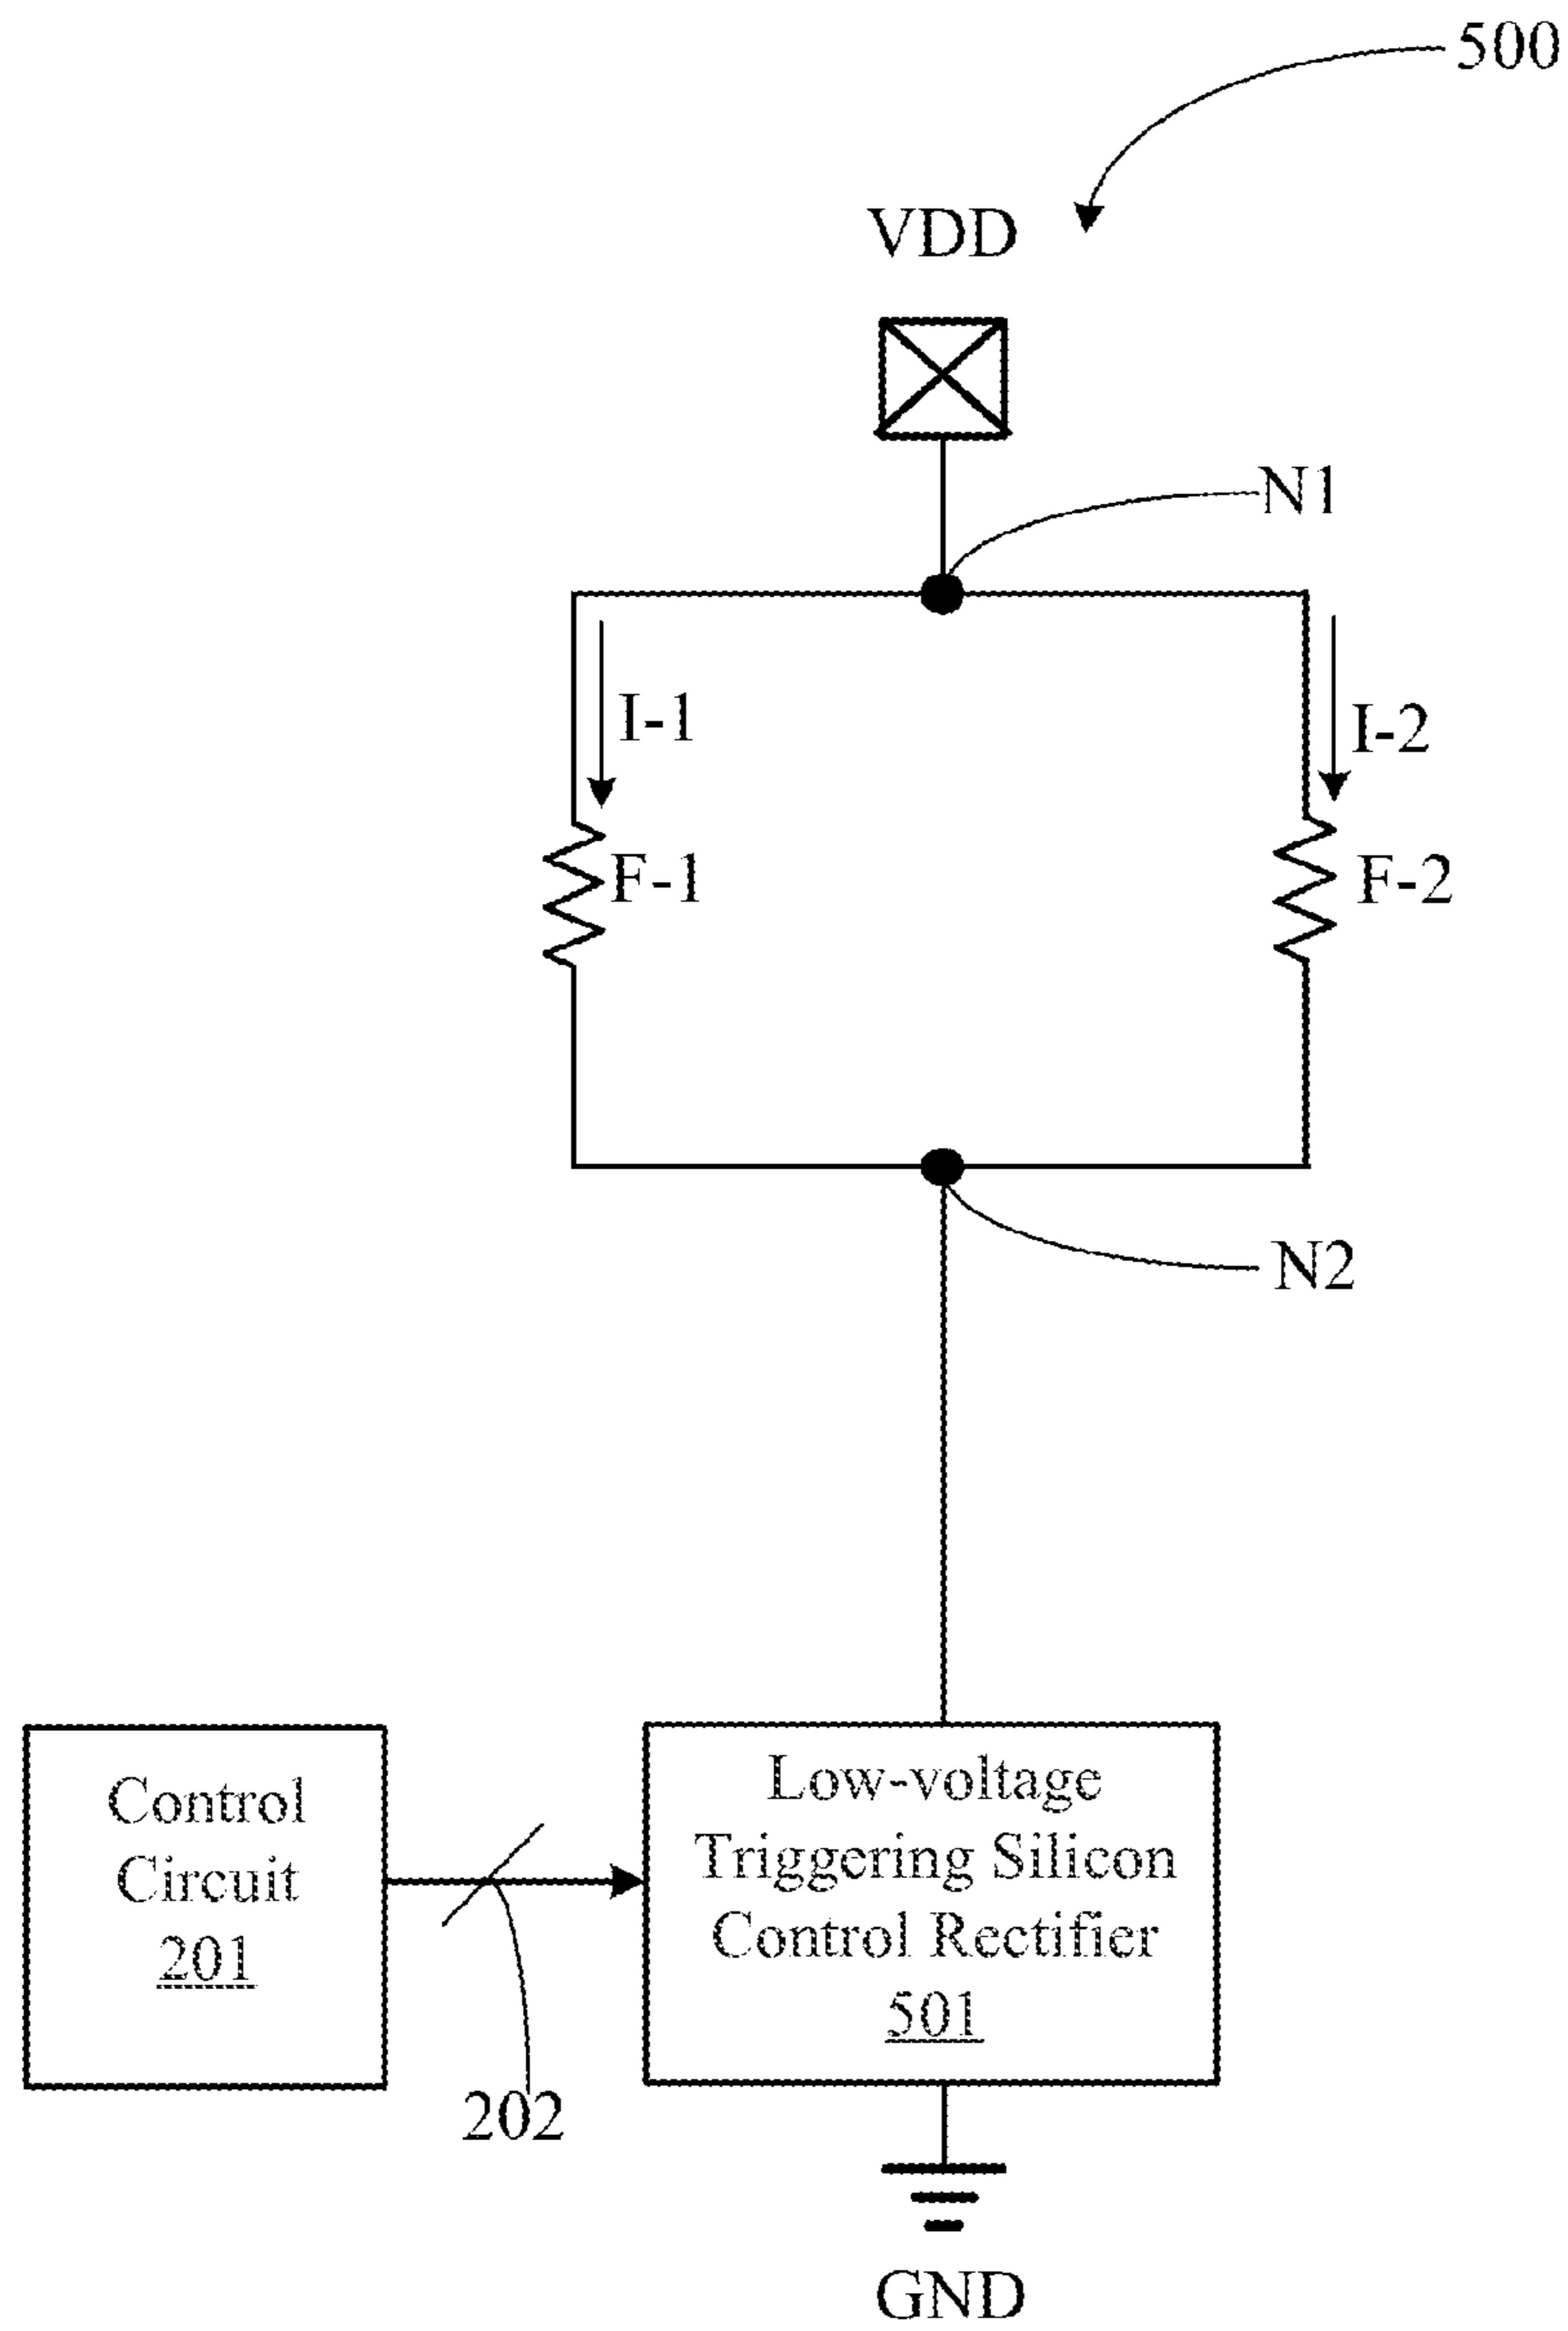 500
VDD
N1
I-1
I-2
F-1
F-2
N2
Control
Circuit
201
202
Low-voltage
Triggering Silicon
Control Rectifier
501
GND